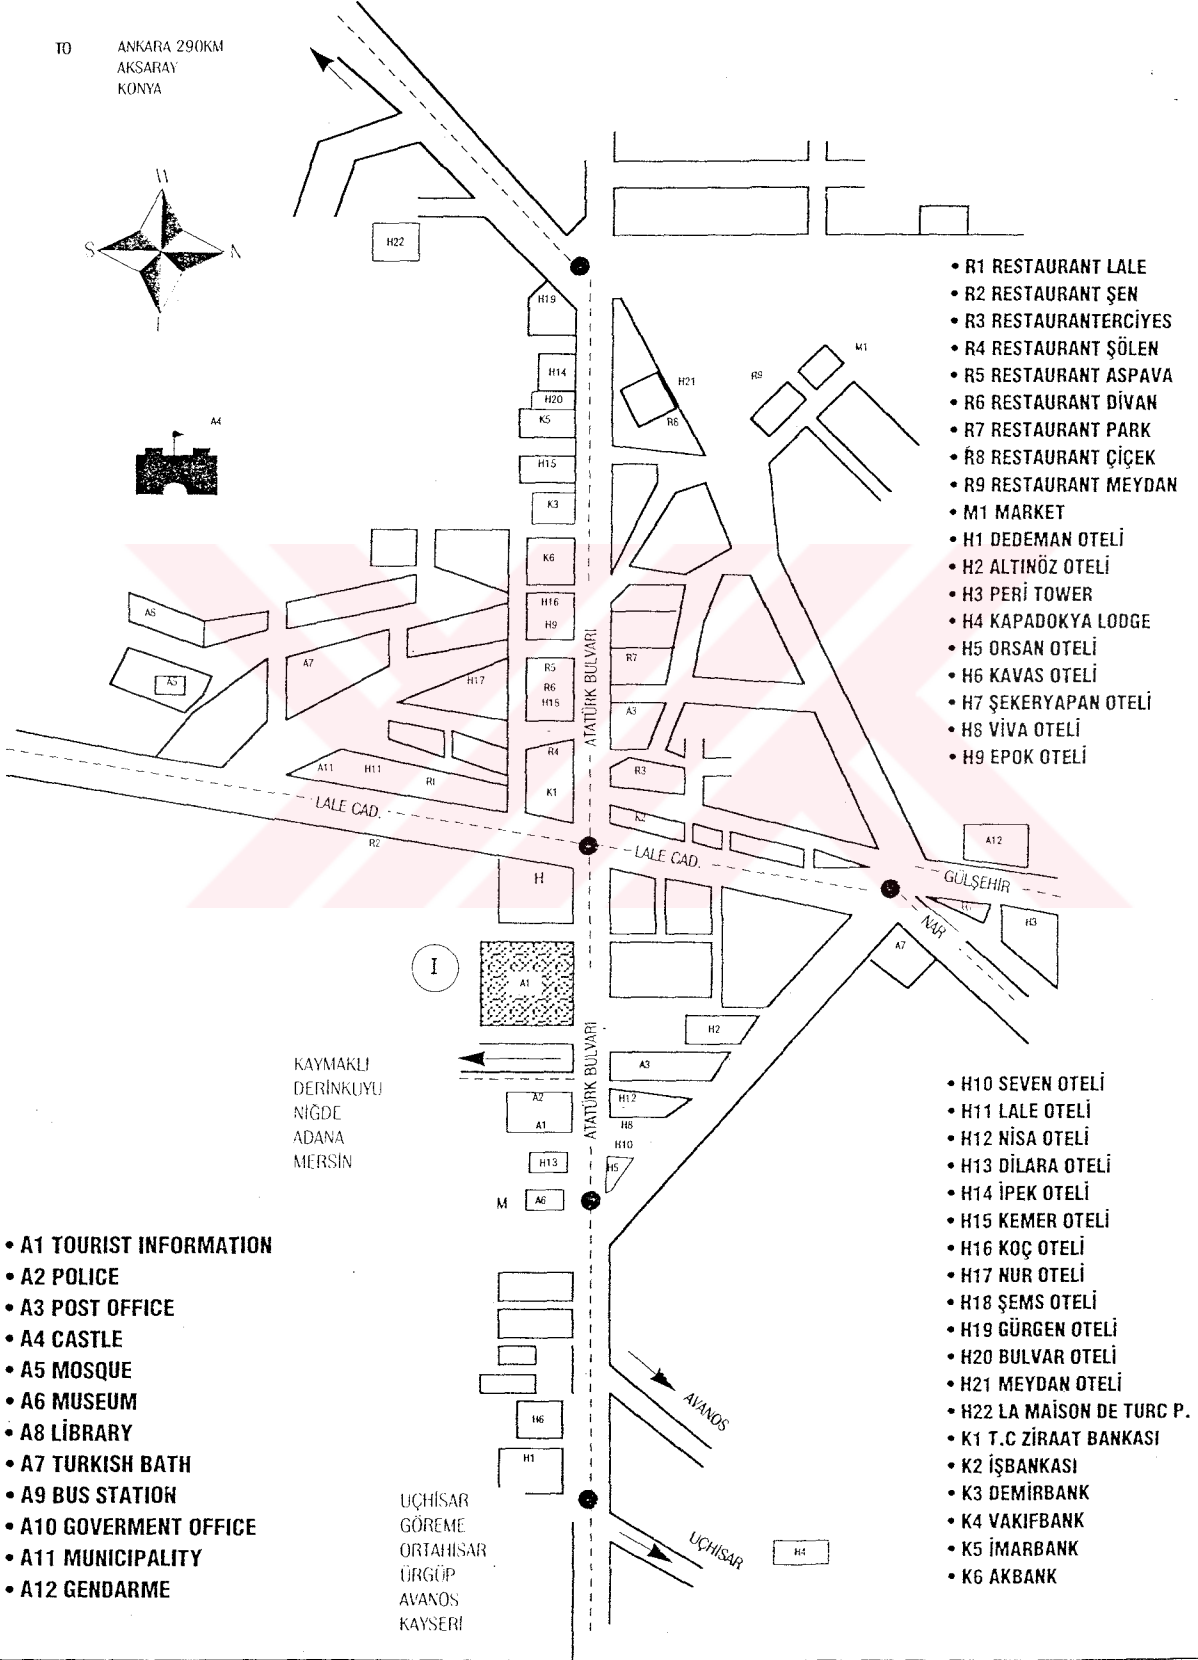 TO ANKARA 290KM
AKSARAY
KONYA
S
N
H22
H19
H14
H20
K5
H15
K3
K6
H16
H9
R5
R6
H15
R4
K1
A4
H21
R6
R9
M1
A5
A7
H17
A11
H11
R1
R2
R7
A3
R3
K2
A12
ATATÜRK BULVARI
LALE CAD.
LALE CAD.
GÜLŞEHİR
NAR
H3
A7
H
I
A1
H2
A3
ATATÜRK BULVARI
KAYMAKLI
DERİNKUYU
NİĞDE
ADANA
MERSİN
A2
A1
H12
H8
H10
H5
H13
M
A6
AVANOS
H6
H1
UÇHİSAR
GÖREME
ORTAHİSAR
ÜRGÜP
AVANOS
KAYSERİ
UÇHİSAR
H4
• R1 RESTAURANT LALE
• R2 RESTAURANT ŞEN
• R3 RESTAURANTERCİYES
• R4 RESTAURANT ŞÖLEN
• R5 RESTAURANT ASPAVA
• R6 RESTAURANT DİVAN
• R7 RESTAURANT PARK
• R8 RESTAURANT ÇİÇEK
• R9 RESTAURANT MEYDAN
• M1 MARKET
• H1 DEDEMAN OTELİ
• H2 ALTINÖZ OTELİ
• H3 PERİ TOWER
• H4 KAPADOKYA LODGE
• H5 ORSAN OTELİ
• H6 KAVAS OTELİ
• H7 ŞEKERYAPAN OTELİ
• H8 VİVA OTELİ
• H9 EPOK OTELİ
• H10 SEVEN OTELİ
• H11 LALE OTELİ
• H12 NİSA OTELİ
• H13 DİLARA OTELİ
• H14 İPEK OTELİ
• H15 KEMER OTELİ
• H16 KOÇ OTELİ
• H17 NUR OTELİ
• H18 ŞEMS OTELİ
• H19 GÜRGEN OTELİ
• H20 BULVAR OTELİ
• H21 MEYDAN OTELİ
• H22 LA MAİSON DE TURC P.
• K1 T.C ZİRAAT BANKASI
• K2 İŞBANKASI
• K3 DEMİRBANK
• K4 VAKIFBANK
• K5 İMARBANK
• K6 AKBANK
• A1 TOURIST INFORMATION
• A2 POLICE
• A3 POST OFFICE
• A4 CASTLE
• A5 MOSQUE
• A6 MUSEUM
• A8 LİBRARY
• A7 TURKISH BATH
• A9 BUS STATION
• A10 GOVERMENT OFFICE
• A11 MUNICIPALITY
• A12 GENDARME